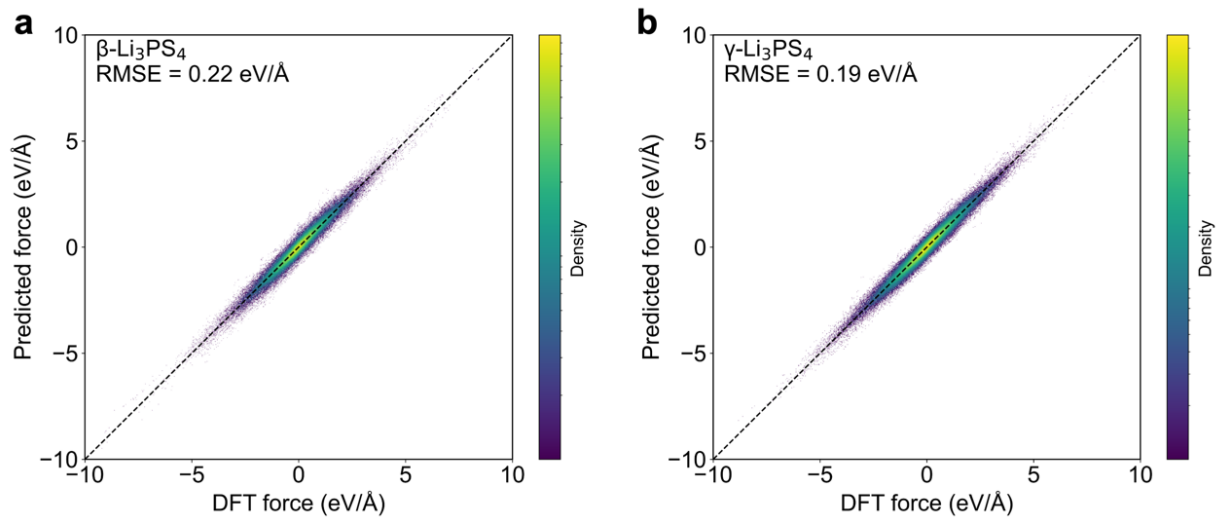 a
β-Li₃PS₄
RMSE = 0.22 eV/Å
10
5
0
−5
−10
Predicted force (eV/Å)
−10
−5
0
5
10
DFT force (eV/Å)
Density
b
γ-Li₃PS₄
RMSE = 0.19 eV/Å
10
5
0
−5
−10
Predicted force (eV/Å)
−10
−5
0
5
10
DFT force (eV/Å)
Density